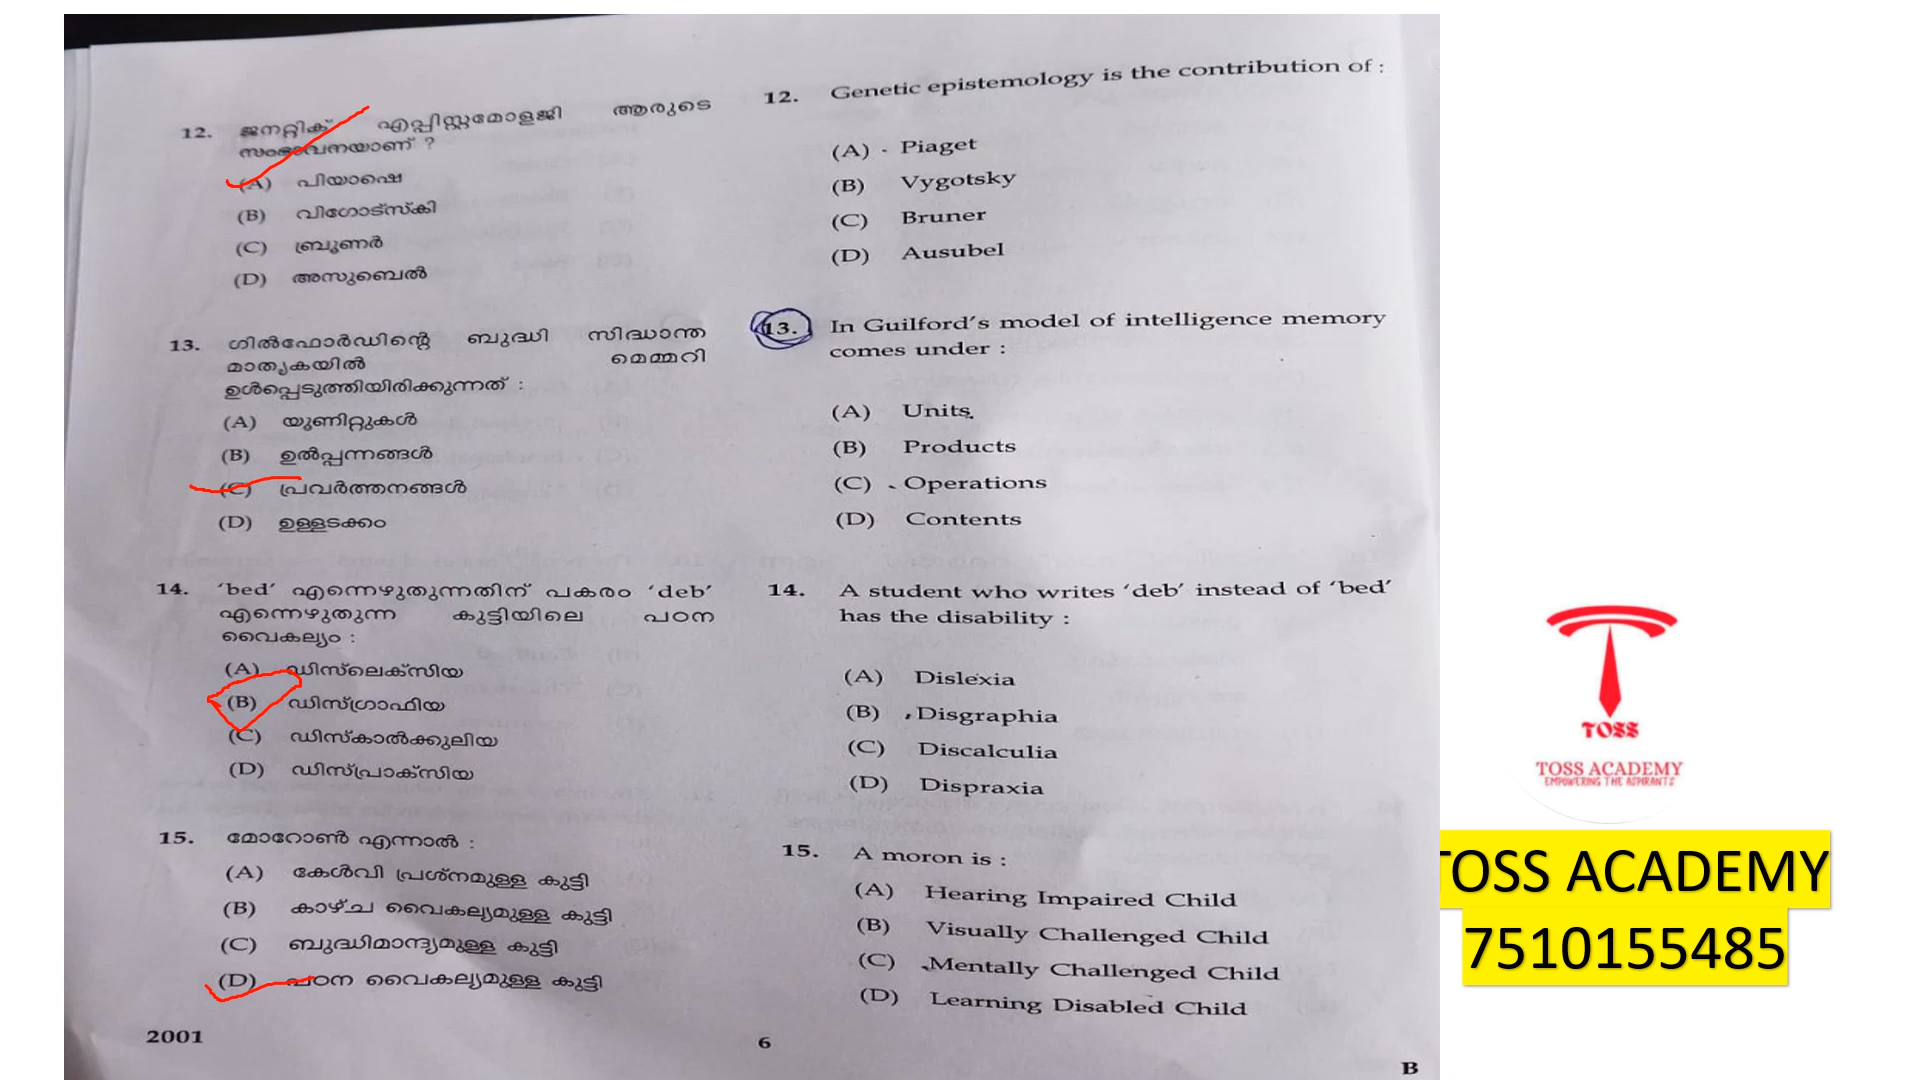 12. ജനറ്റിക് എപ്പിസ്റ്റമോളജി ആരുടെ
സംഭാവനയാണ് ?
(A) പിയാഷെ
(B) വിഗോട്സ്കി
(C) ബ്രൂണർ
(D) അസുബെൽ
13. ഗിൽഫോർഡിന്റെ ബുദ്ധി സിദ്ധാന്ത
മാതൃകയിൽ മെമ്മറി
ഉൾപ്പെടുത്തിയിരിക്കുന്നത് :
(A) യൂണിറ്റുകൾ
(B) ഉൽപ്പന്നങ്ങൾ
(C) പ്രവർത്തനങ്ങൾ
(D) ഉള്ളടക്കം
14. ‘bed’ എന്നെഴുതുന്നതിന് പകരം ‘deb’
എന്നെഴുതുന്ന കുട്ടിയിലെ പഠന
വൈകല്യം :
(A) ഡിസ്‌ലെക്സിയ
(B) ഡിസ്ഗ്രാഫിയ
(C) ഡിസ്കാൽക്കുലിയ
(D) ഡിസ്പ്രാക്സിയ
15. മോറോൺ എന്നാൽ :
(A) കേൾവി പ്രശ്നമുള്ള കുട്ടി
(B) കാഴ്ച വൈകല്യമുള്ള കുട്ടി
(C) ബുദ്ധിമാന്ദ്യമുള്ള കുട്ടി
(D) പഠന വൈകല്യമുള്ള കുട്ടി
12. Genetic epistemology is the contribution of :
(A) Piaget
(B) Vygotsky
(C) Bruner
(D) Ausubel
13. In Guilford’s model of intelligence memory
comes under :
(A) Units
(B) Products
(C) Operations
(D) Contents
14. A student who writes ‘deb’ instead of ‘bed’
has the disability :
(A) Dislexia
(B) Disgraphia
(C) Discalculia
(D) Dispraxia
15. A moron is :
(A) Hearing Impaired Child
(B) Visually Challenged Child
(C) Mentally Challenged Child
(D) Learning Disabled Child
2001
6
B
TOSS
TOSS ACADEMY
EMPOWERING THE ASPIRANTS
TOSS ACADEMY
7510155485